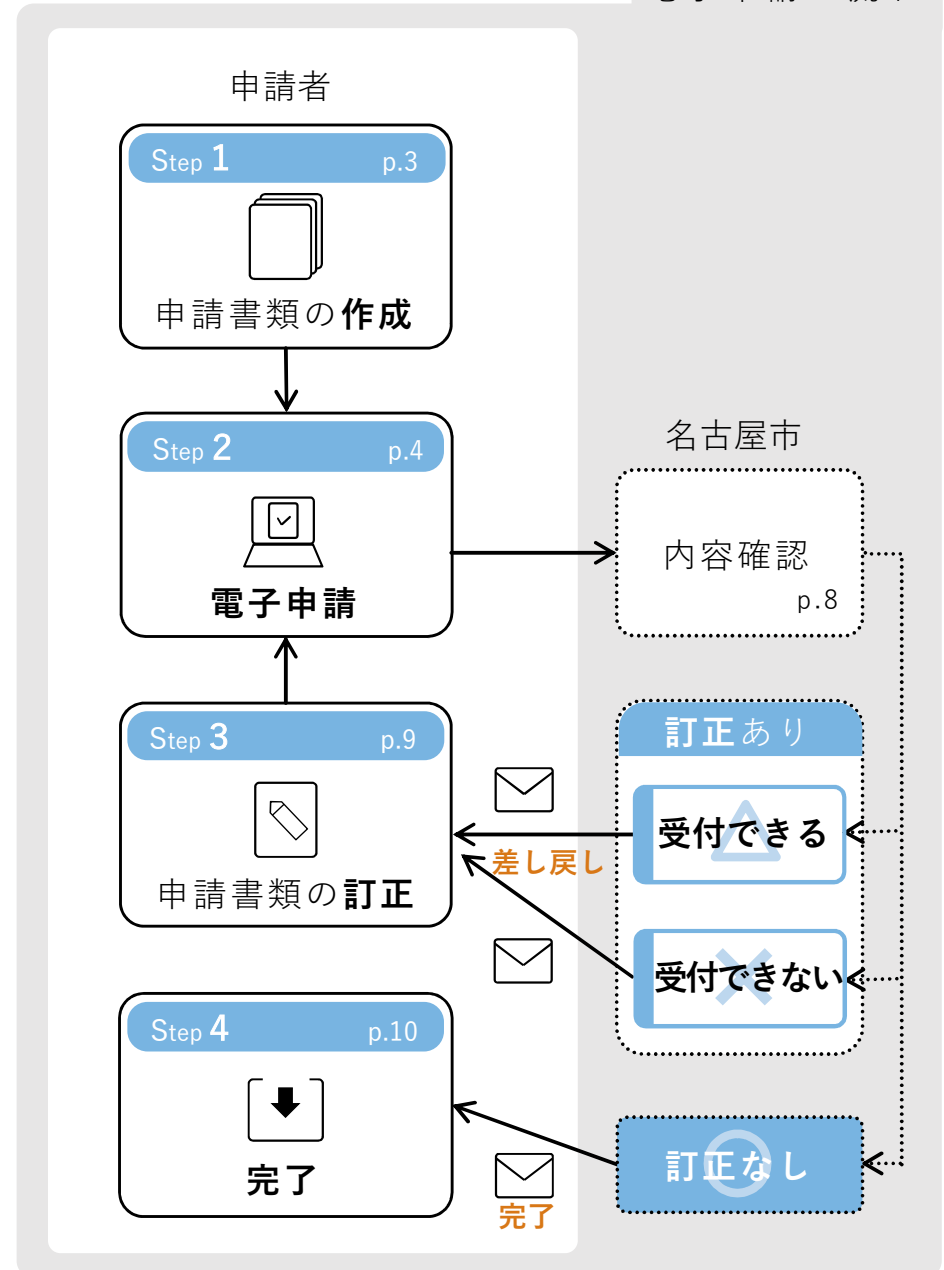 申請者
Step 1 p.3
申請書類の作成
Step 2 p.4
電子申請
名古屋市
内容確認
p.8
Step 3 p.9
申請書類の訂正
訂正あり
受付できる
差し戻し
受付できない
Step 4 p.10
完了
訂正なし
完了